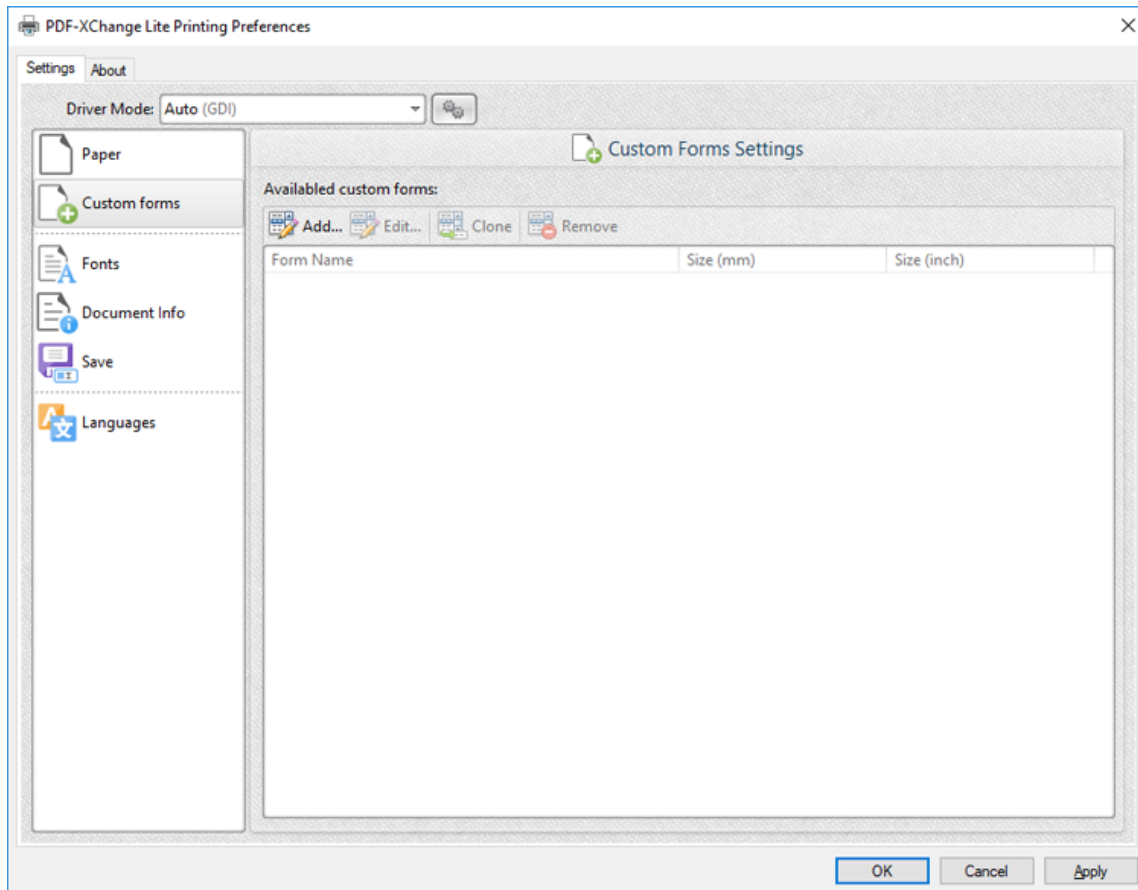 PDF-XChange Lite Printing Preferences
Settings About
Driver Mode: Auto (GDI)
Paper
Custom forms
Fonts
Document Info
Save
Languages
Custom Forms Settings
Availabled custom forms:
Add... Edit... Clone Remove
Form Name Size (mm) Size (inch)
OK Cancel Apply